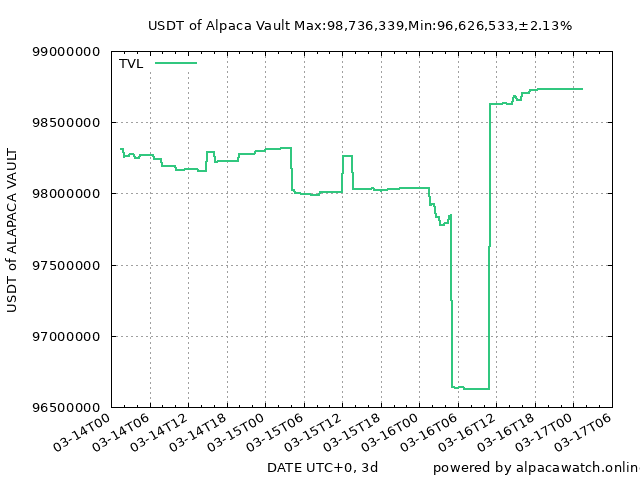 USDT of Alpaca Vault Max:98,736,339,Min:96,626,533,±2.13%
99000000
TVL
98500000
98000000
97500000
97000000
96500000
USDT of ALAPACA VAULT
03-14T00
03-14T06
03-14T12
03-14T18
03-15T00
03-15T06
03-15T12
03-15T18
03-16T00
03-16T06
03-16T12
03-16T18
03-17T00
03-17T06
DATE UTC+0, 3d
powered by alpacawatch.onlin